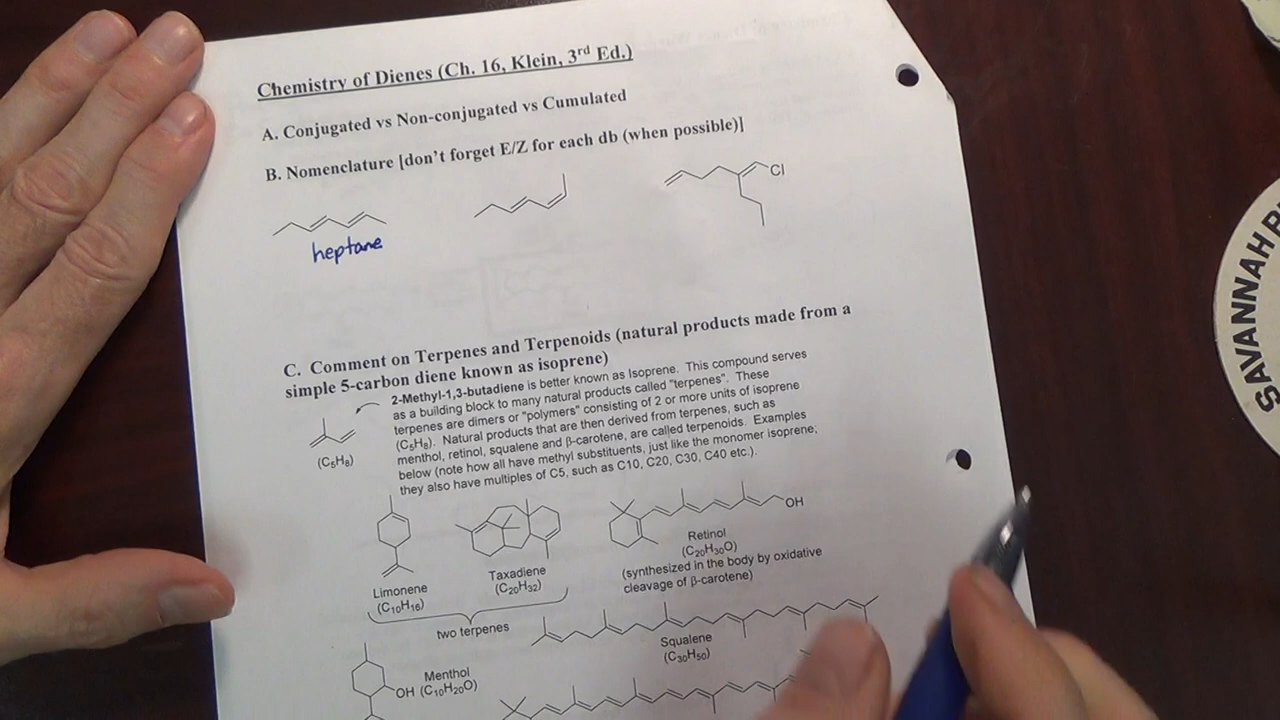 Chemistry of Dienes (Ch. 16, Klein, 3rd Ed.)
A. Conjugated vs Non-conjugated vs Cumulated
B. Nomenclature [don't forget E/Z for each db (when possible)]
Cl
heptane
C. Comment on Terpenes and Terpenoids (natural products made from a
simple 5-carbon diene known as isoprene)
2-Methyl-1,3-butadiene is better known as Isoprene. This compound serves
as a building block to many natural products called "terpenes". These
terpenes are dimers or "polymers" consisting of 2 or more units of isoprene
(C5H8). Natural products that are then derived from terpenes, such as
menthol, retinol, squalene and β-carotene, are called terpenoids. Examples
below (note how all have methyl substituents, just like the monomer isoprene;
they also have multiples of C5, such as C10, C20, C30, C40 etc.).
(C5H8)
OH
Retinol
(C20H30O)
(synthesized in the body by oxidative
cleavage of β-carotene)
Limonene
(C10H16)
Taxadiene
(C20H32)
two terpenes
Squalene
(C30H50)
Menthol
OH (C10H20O)
SAVANNAH